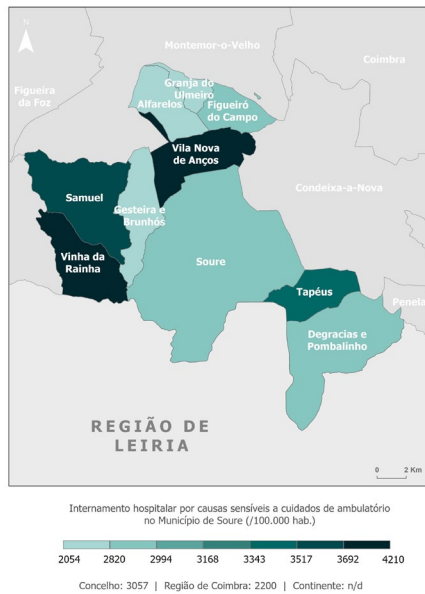 N
Montemor-o-Velho
Coimbra
Figueira
da Foz
Granja do
Ulmeiro
Alfarelos
Figueiró
do Campo
Vila Nova
de Anços
Condeixa-a-Nova
Samuel
Gesteira e
Brunhós
Vinha da
Rainha
Soure
Tapéus
Penela
Degracias e
Pombalinho
REGIÃO DE
LEIRIA
0 2 Km
Internamento hospitalar por causas sensíveis a cuidados de ambulatório
no Município de Soure (/100.000 hab.)
2054 2820 2994 3168 3343 3517 3692 4210
Concelho: 3057 | Região de Coimbra: 2200 | Continente: n/d